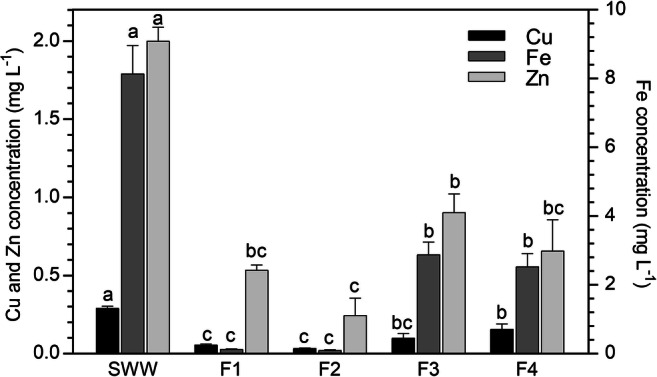 Cu and Zn concentration (mg L-1)
2.0
1.5
1.0
0.5
0.0
10
8
6
4
2
0
Fe concentration (mg L-1)
Cu
Fe
Zn
a a a
c c bc
c c c
bc b b
b b bc
SWW F1 F2 F3 F4